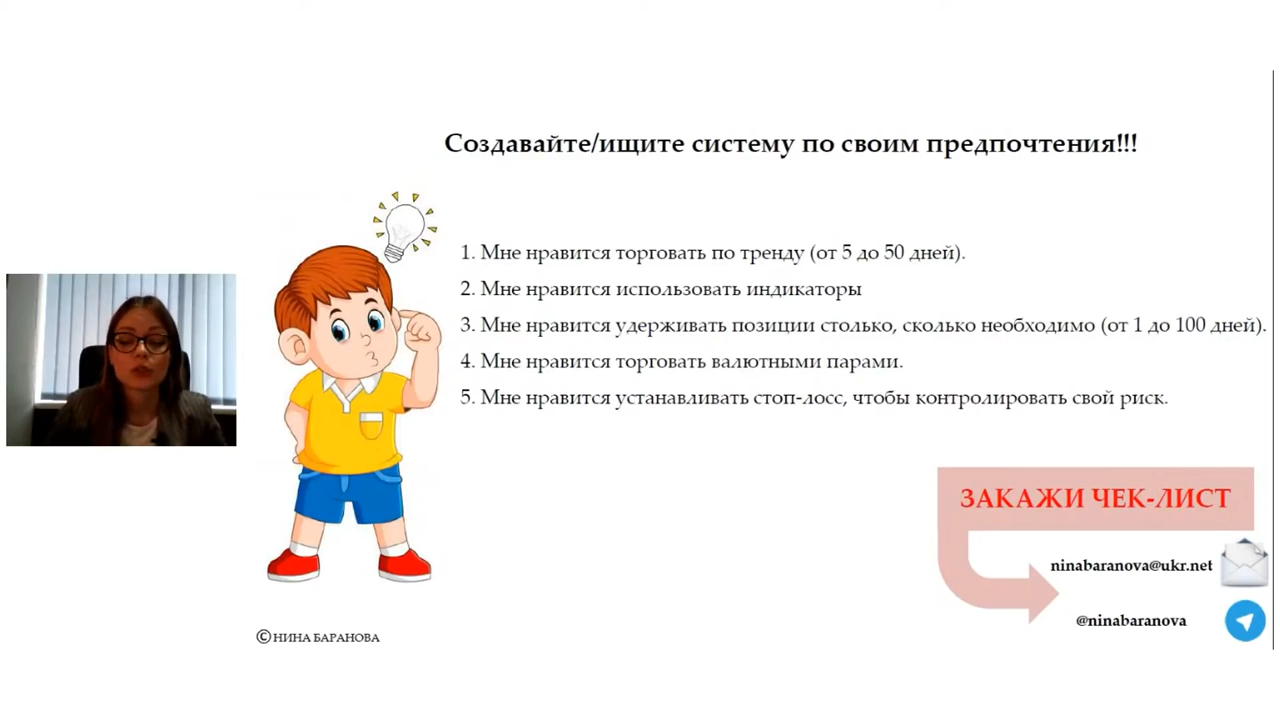 Создавайте/ищите систему по своим предпочтения!!!
1. Мне нравится торговать по тренду (от 5 до 50 дней).
2. Мне нравится использовать индикаторы
3. Мне нравится удерживать позиции столько, сколько необходимо (от 1 до 100 дней).
4. Мне нравится торговать валютными парами.
5. Мне нравится устанавливать стоп-лосс, чтобы контролировать свой риск.
ЗАКАЖИ ЧЕК-ЛИСТ
ninabaranova@ukr.net
@ninabaranova
© НИНА БАРАНОВА